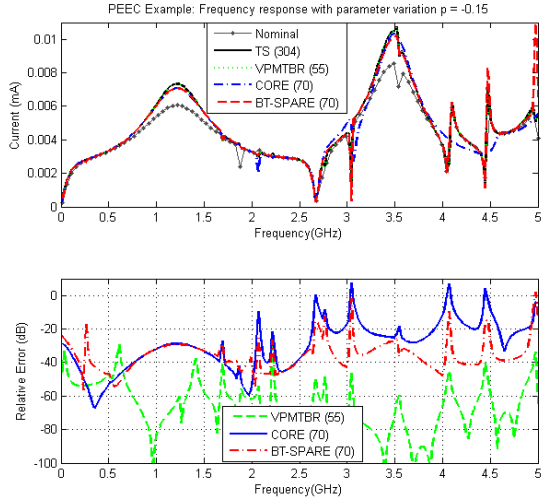 PEEC Example: Frequency response with parameter variation p = -0.15
Current (mA)
0.01
0.008
0.006
0.004
0.002
0
Nominal
TS (304)
VPMTBR (55)
CORE (70)
BT-SPARE (70)
0 0.5 1 1.5 2 2.5 3 3.5 4 4.5 5
Frequency(GHz)
Relative Error (dB)
0
-20
-40
-60
-80
-100
VPMTBR (55)
CORE (70)
BT-SPARE (70)
0 0.5 1 1.5 2 2.5 3 3.5 4 4.5 5
Frequency(GHz)